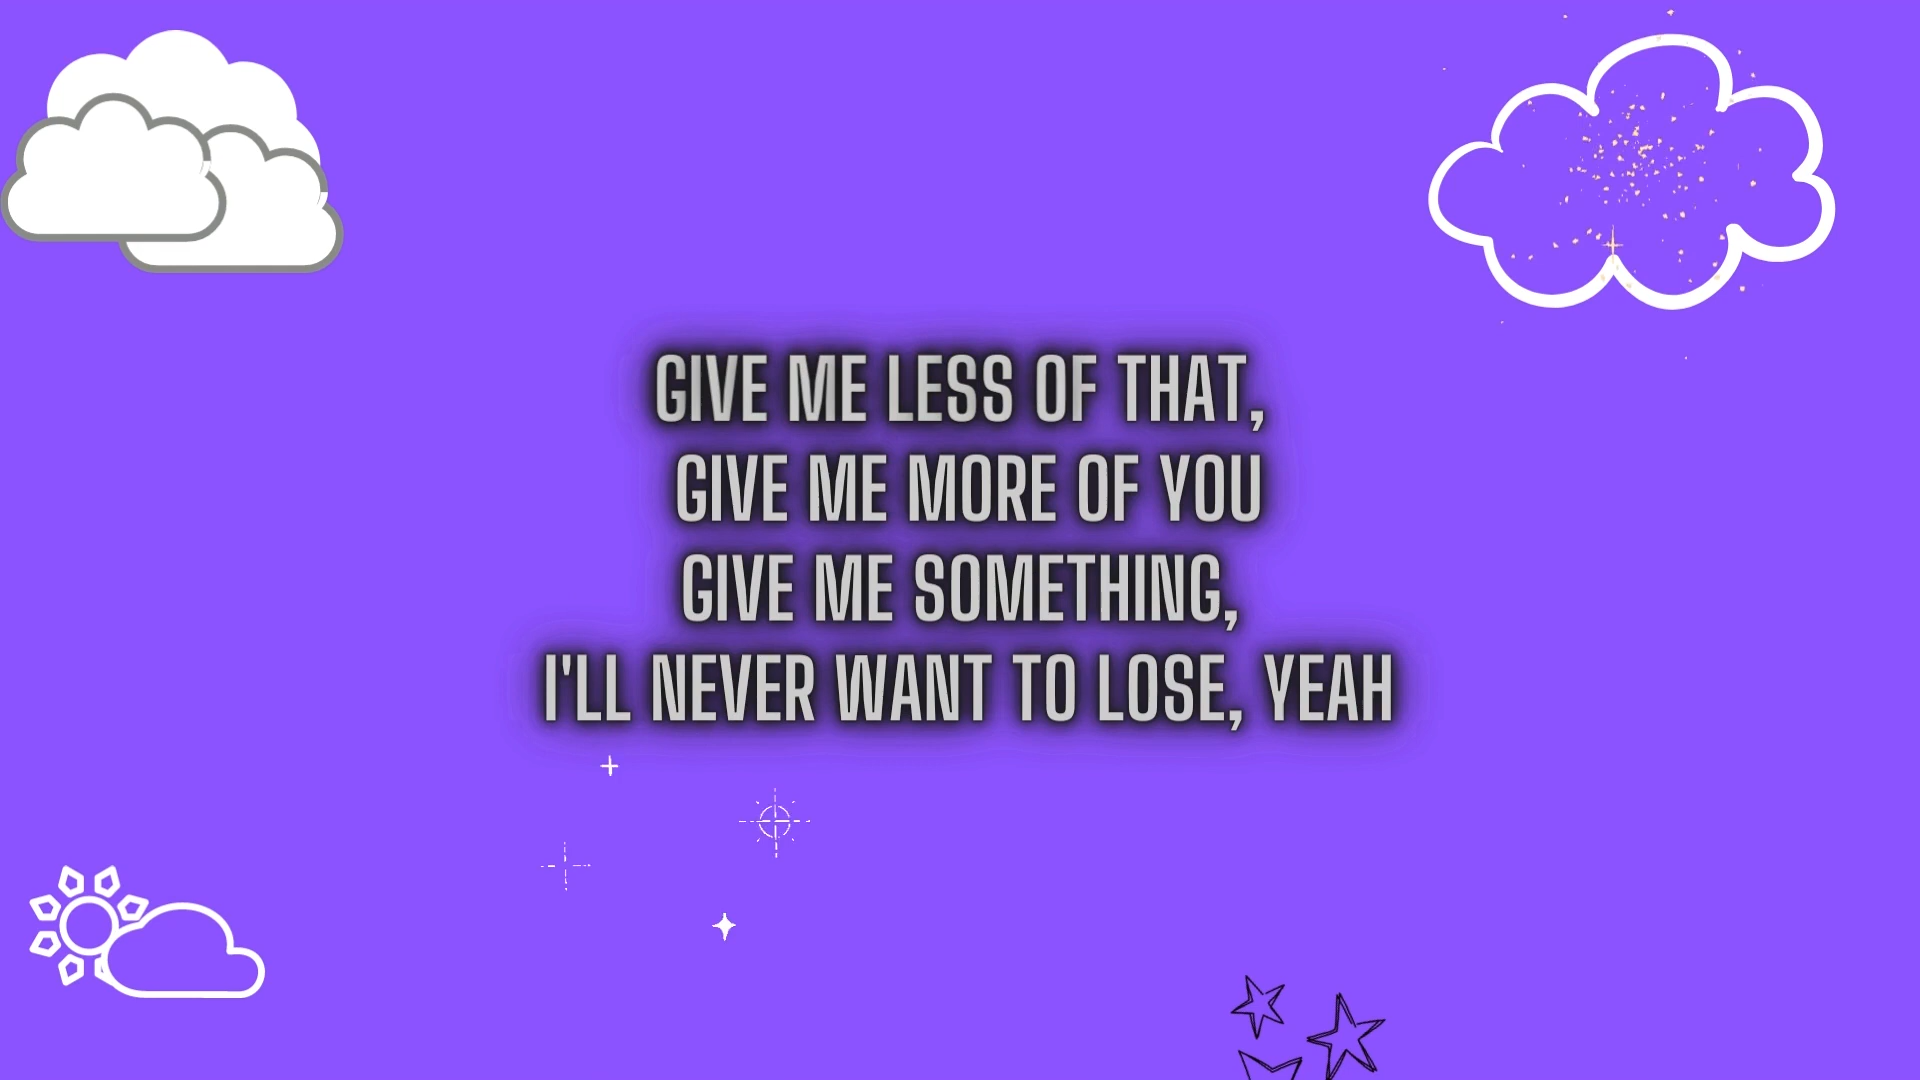 GIVE ME LESS OF THAT,
GIVE ME MORE OF YOU
GIVE ME SOMETHING,
I'LL NEVER WANT TO LOSE, YEAH